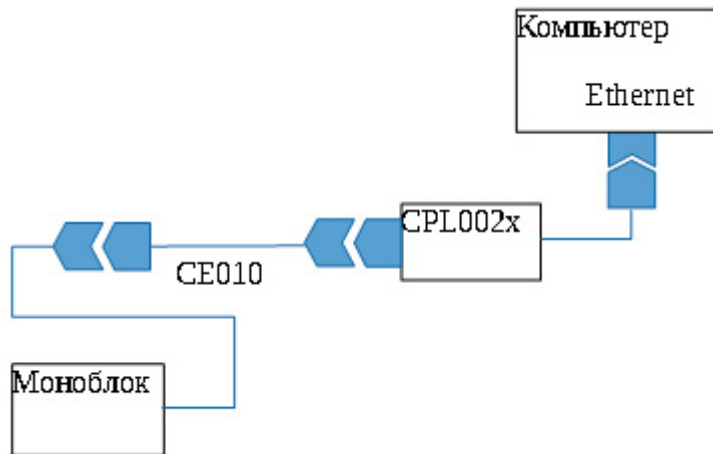 Компьютер
Ethernet
CPL002x
CE010
Моноблок